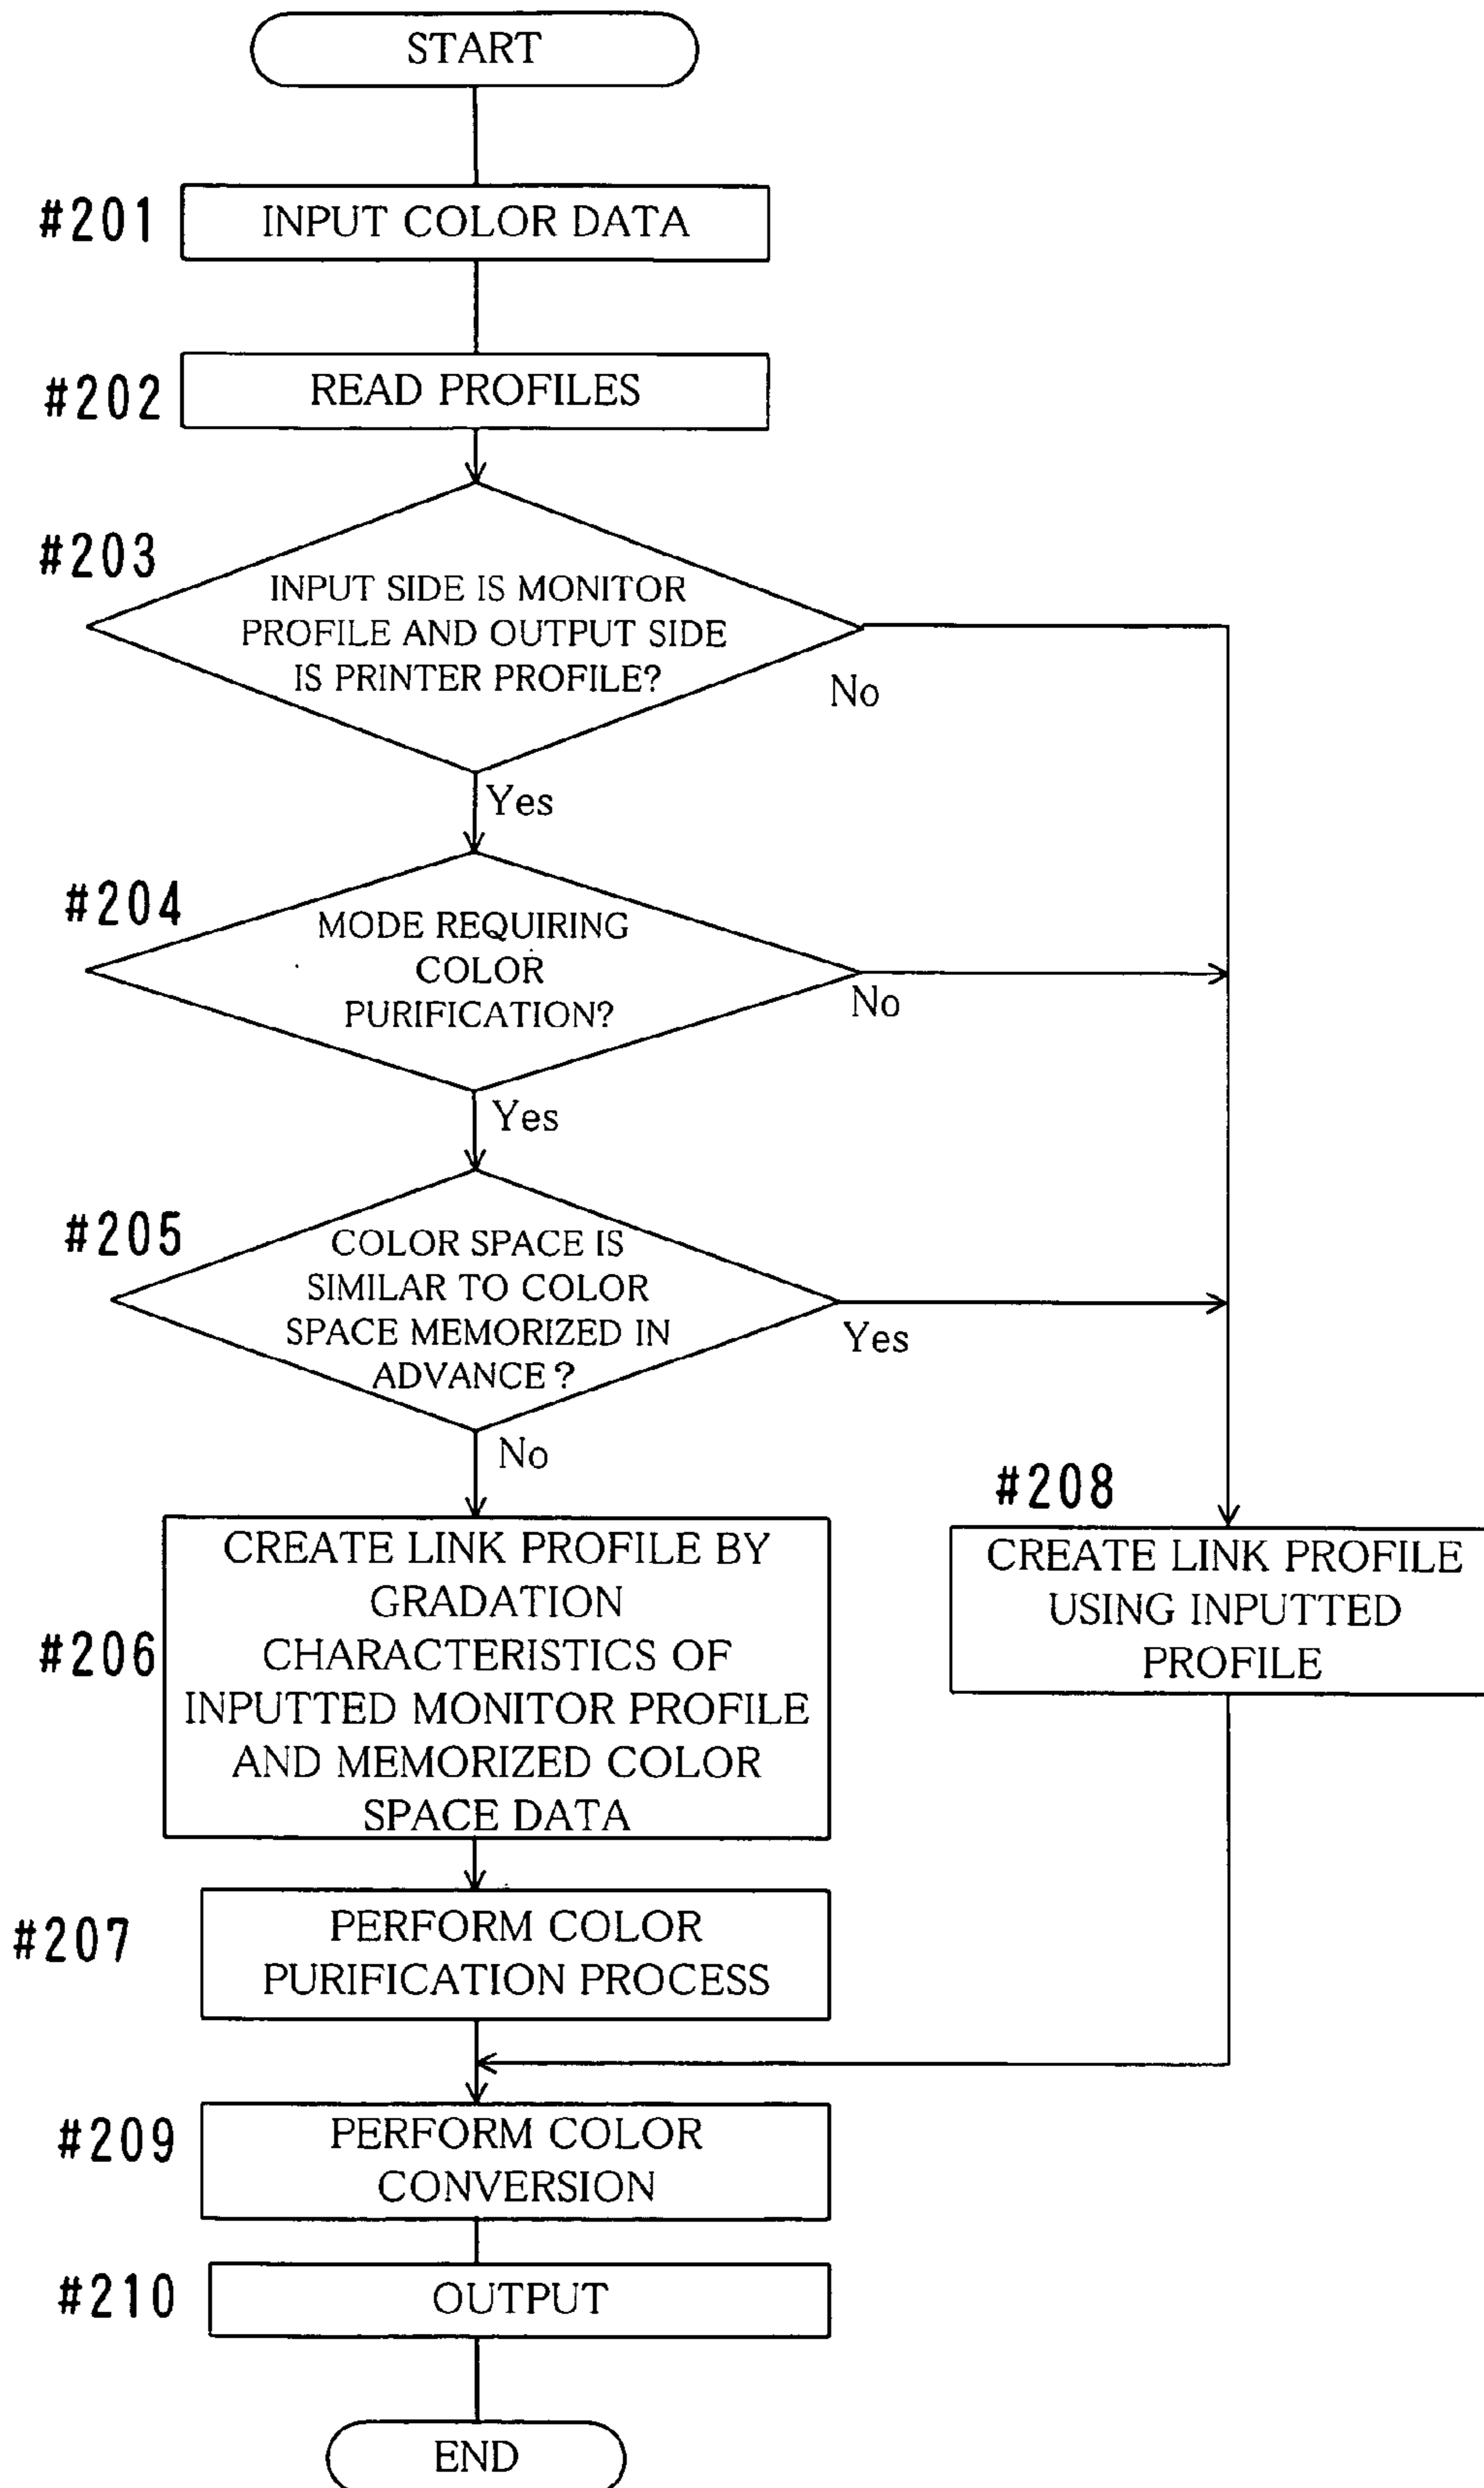 START
#201
INPUT COLOR DATA
#202
READ PROFILES
#203
INPUT SIDE IS MONITOR
PROFILE AND OUTPUT SIDE
IS PRINTER PROFILE?
No
Yes
#204
MODE REQUIRING
COLOR
PURIFICATION?
No
Yes
#205
COLOR SPACE IS
SIMILAR TO COLOR
SPACE MEMORIZED IN
ADVANCE?
Yes
No
#206
CREATE LINK PROFILE BY
GRADATION
CHARACTERISTICS OF
INPUTTED MONITOR PROFILE
AND MEMORIZED COLOR
SPACE DATA
#208
CREATE LINK PROFILE
USING INPUTTED
PROFILE
#207
PERFORM COLOR
PURIFICATION PROCESS
#209
PERFORM COLOR
CONVERSION
#210
OUTPUT
END